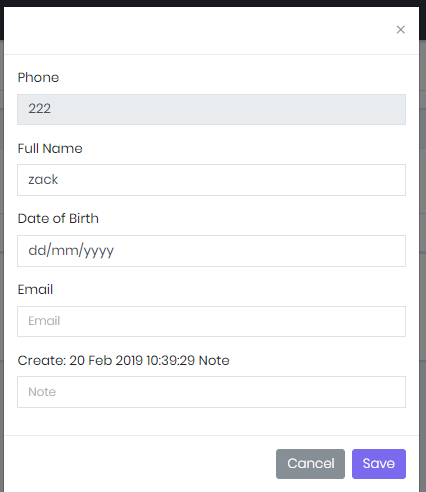 ×
Phone
222
Full Name
zack
Date of Birth
dd/mm/yyyy
Email
Email
Create: 20 Feb 2019 10:39:29 Note
Note
Cancel Save